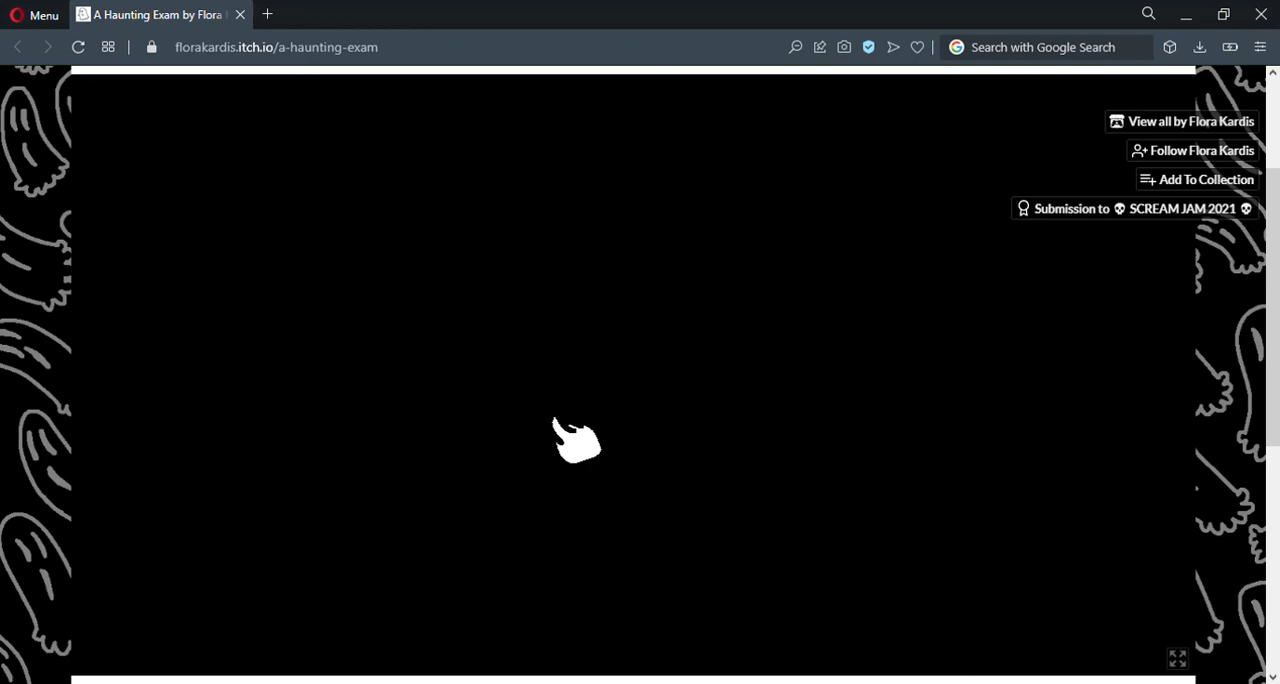 Menu
A Haunting Exam by Flora
florakardis.itch.io/a-haunting-exam
Search with Google Search
View all by Flora Kardis
Follow Flora Kardis
Add To Collection
Submission to 💀 SCREAM JAM 2021 💀